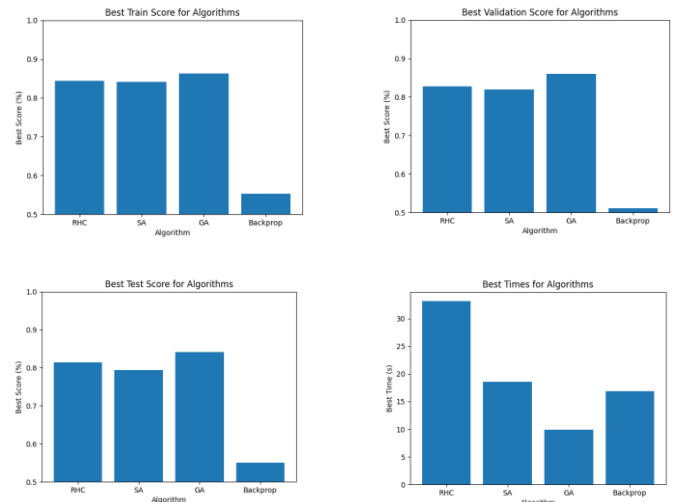 Best Train Score for Algorithms
Best Score (%)
1.0
0.9
0.8
0.7
0.6
0.5
RHC SA GA Backprop
Algorithm
Best Validation Score for Algorithms
Best Score (%)
1.0
0.9
0.8
0.7
0.6
0.5
RHC SA GA Backprop
Algorithm
Best Test Score for Algorithms
Best Score (%)
1.0
0.9
0.8
0.7
0.6
0.5
RHC SA GA Backprop
Algorithm
Best Times for Algorithms
Best Time (s)
30
25
20
15
10
5
0
RHC SA GA Backprop
Algorithm